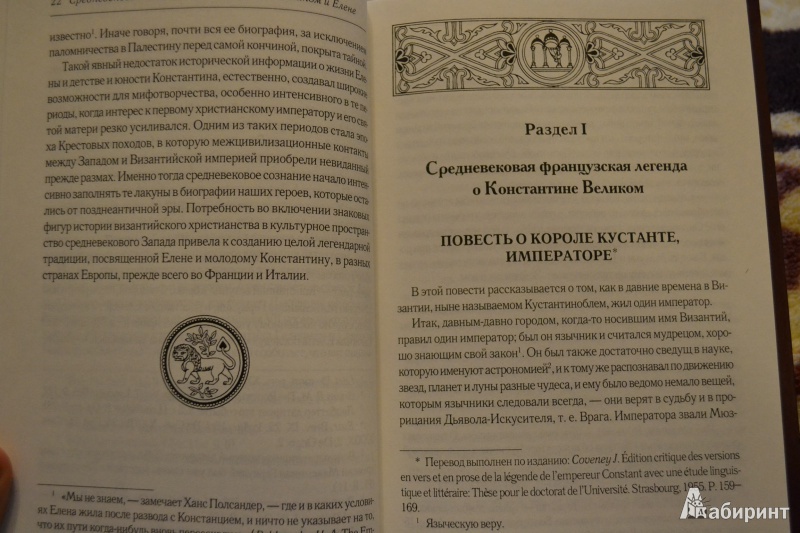 22 Средневеко
ком и Елене
известно¹. Иначе говоря, почти вся ее биография, за исключением
паломничества в Палестину перед самой кончиной, покрыта тайной.
Такой явный недостаток исторической информации о жизни Еле-
ны и детстве и юности Константина, естественно, создавал широкие
возможности для мифотворчества, особенно интенсивного в те пе-
риоды, когда интерес к первому христианскому императору и его свя-
той матери резко усиливался. Одним из таких периодов стала эпо-
ха Крестовых походов, в которую межцивилизационные контакты
между Западом и Византийской империей приобрели невиданный
прежде размах. Именно тогда средневековое сознание начало интен-
сивно заполнять те лакуны в биографии наших героев, которые оста-
лись от позднеантичной эры. Потребность во включении знаковых
фигур истории византийского христианства в культурное простран-
ство средневекового Запада привела к созданию целой легендарной
традиции, посвященной Елене и молодому Константину, в разных
странах Европы, прежде всего во Франции и Италии.
¹ «Мы не знаем, — замечает Ханс Полсандер, — где и в каких услови-
ях Елена жила после развода с Констанцием, и ничто не указывает на то,
что их пути когда-нибудь вновь
Раздел I
Средневековая французская легенда
о Константине Великом
ПОВЕСТЬ О КОРОЛЕ КУСТАНТЕ,
ИМПЕРАТОРЕ*
В этой повести рассказывается о том, как в давние времена в Ви-
зантии, ныне называемом Кустантиноблем, жил один император.
Итак, давным-давно городом, когда-то носившим имя Византий,
правил один император; был он язычник и считался мудрецом, хоро-
шо знающим свой закон¹. Он был также достаточно сведущ в науке,
которую именуют астрономией², и к тому же распознавал по движению
звезд, планет и луны разные чудеса, и ему было ведомо немало вещей,
которым язычники следовали всегда, — они верят в судьбу и в про-
рицания Дьявола-Искусителя, т. е. Врага. Императора звали Мюз-
* Перевод выполнен по изданию: Coveney J. Édition critique des versions
en vers et en prose de la légende de l'empereur Constant avec une étude linguis-
tique et littéraire: Thèse pour le doctorat de l'Université. Strasbourg, 1955. P. 159–
169.
¹ Языческую веру.
Лабиринт